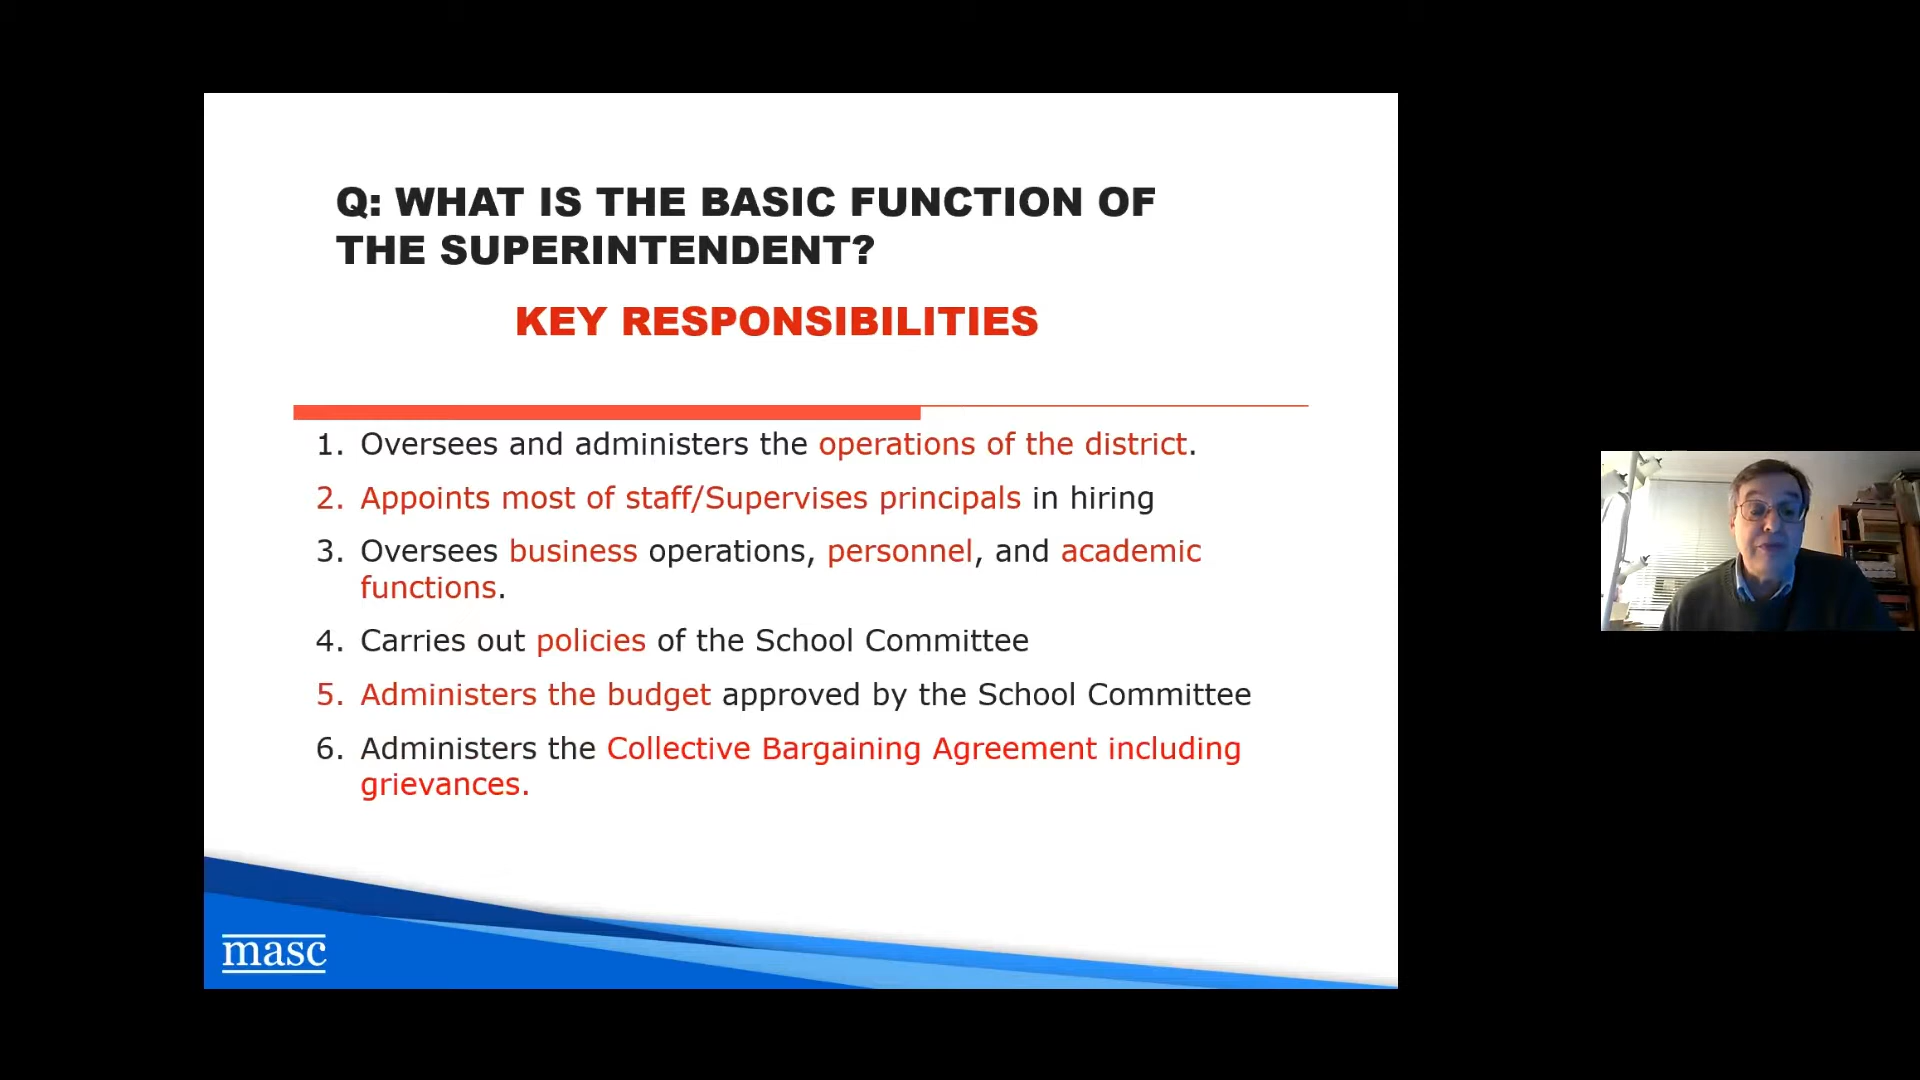 Q: WHAT IS THE BASIC FUNCTION OF
THE SUPERINTENDENT?
KEY RESPONSIBILITIES
1. Oversees and administers the operations of the district.
2. Appoints most of staff/Supervises principals in hiring
3. Oversees business operations, personnel, and academic
functions.
4. Carries out policies of the School Committee
5. Administers the budget approved by the School Committee
6. Administers the Collective Bargaining Agreement including
grievances.
masc